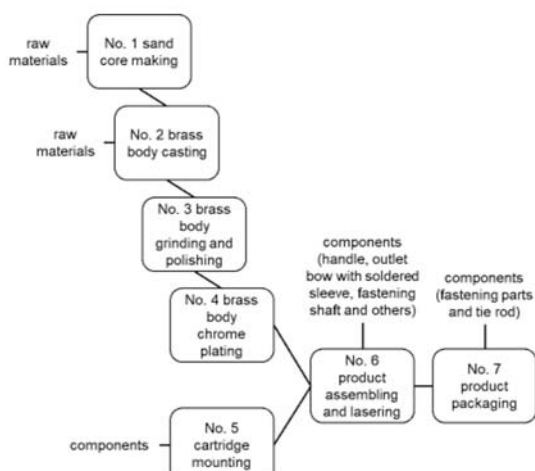 raw
materials
No. 1 sand
core making
raw
materials
No. 2 brass
body casting
No. 3 brass
body
grinding and
polishing
No. 4 brass
body
chrome
plating
components
(handle, outlet
bow with soldered
sleeve, fastening
shaft and others)
components
(fastening parts
and tie rod)
No. 6
product
assembling
and lasering
No. 7
product
packaging
components
No. 5
cartridge
mounting